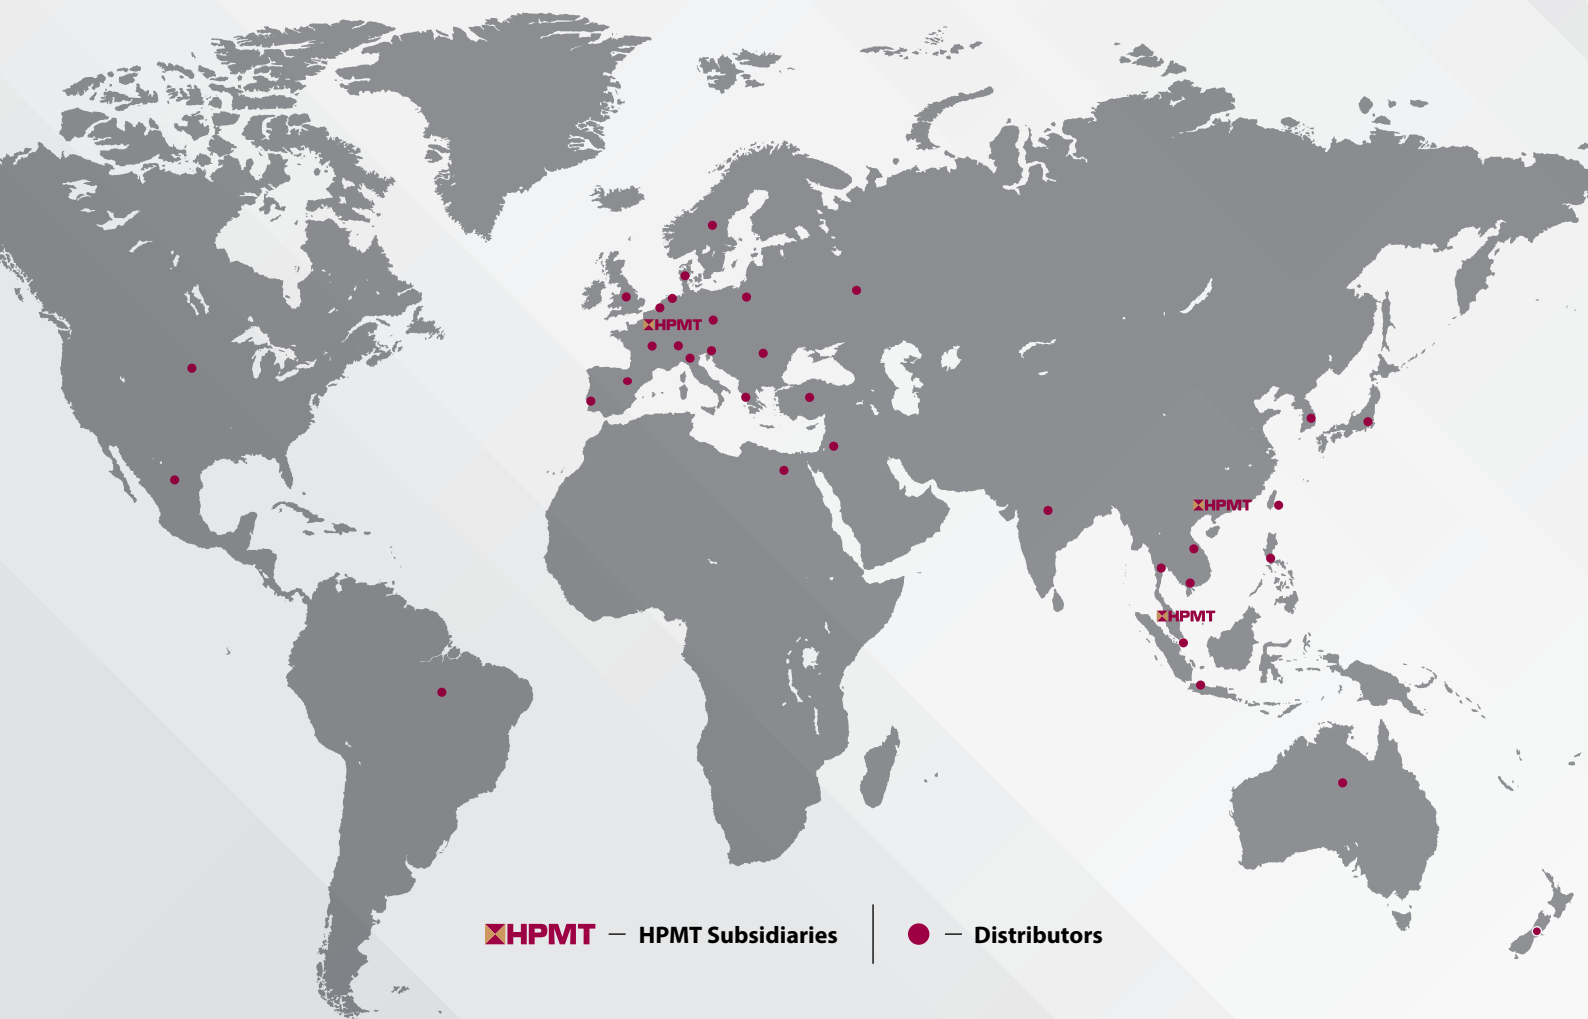 HPMT
HPMT
HPMT
HPMT — HPMT Subsidiaries
— Distributors